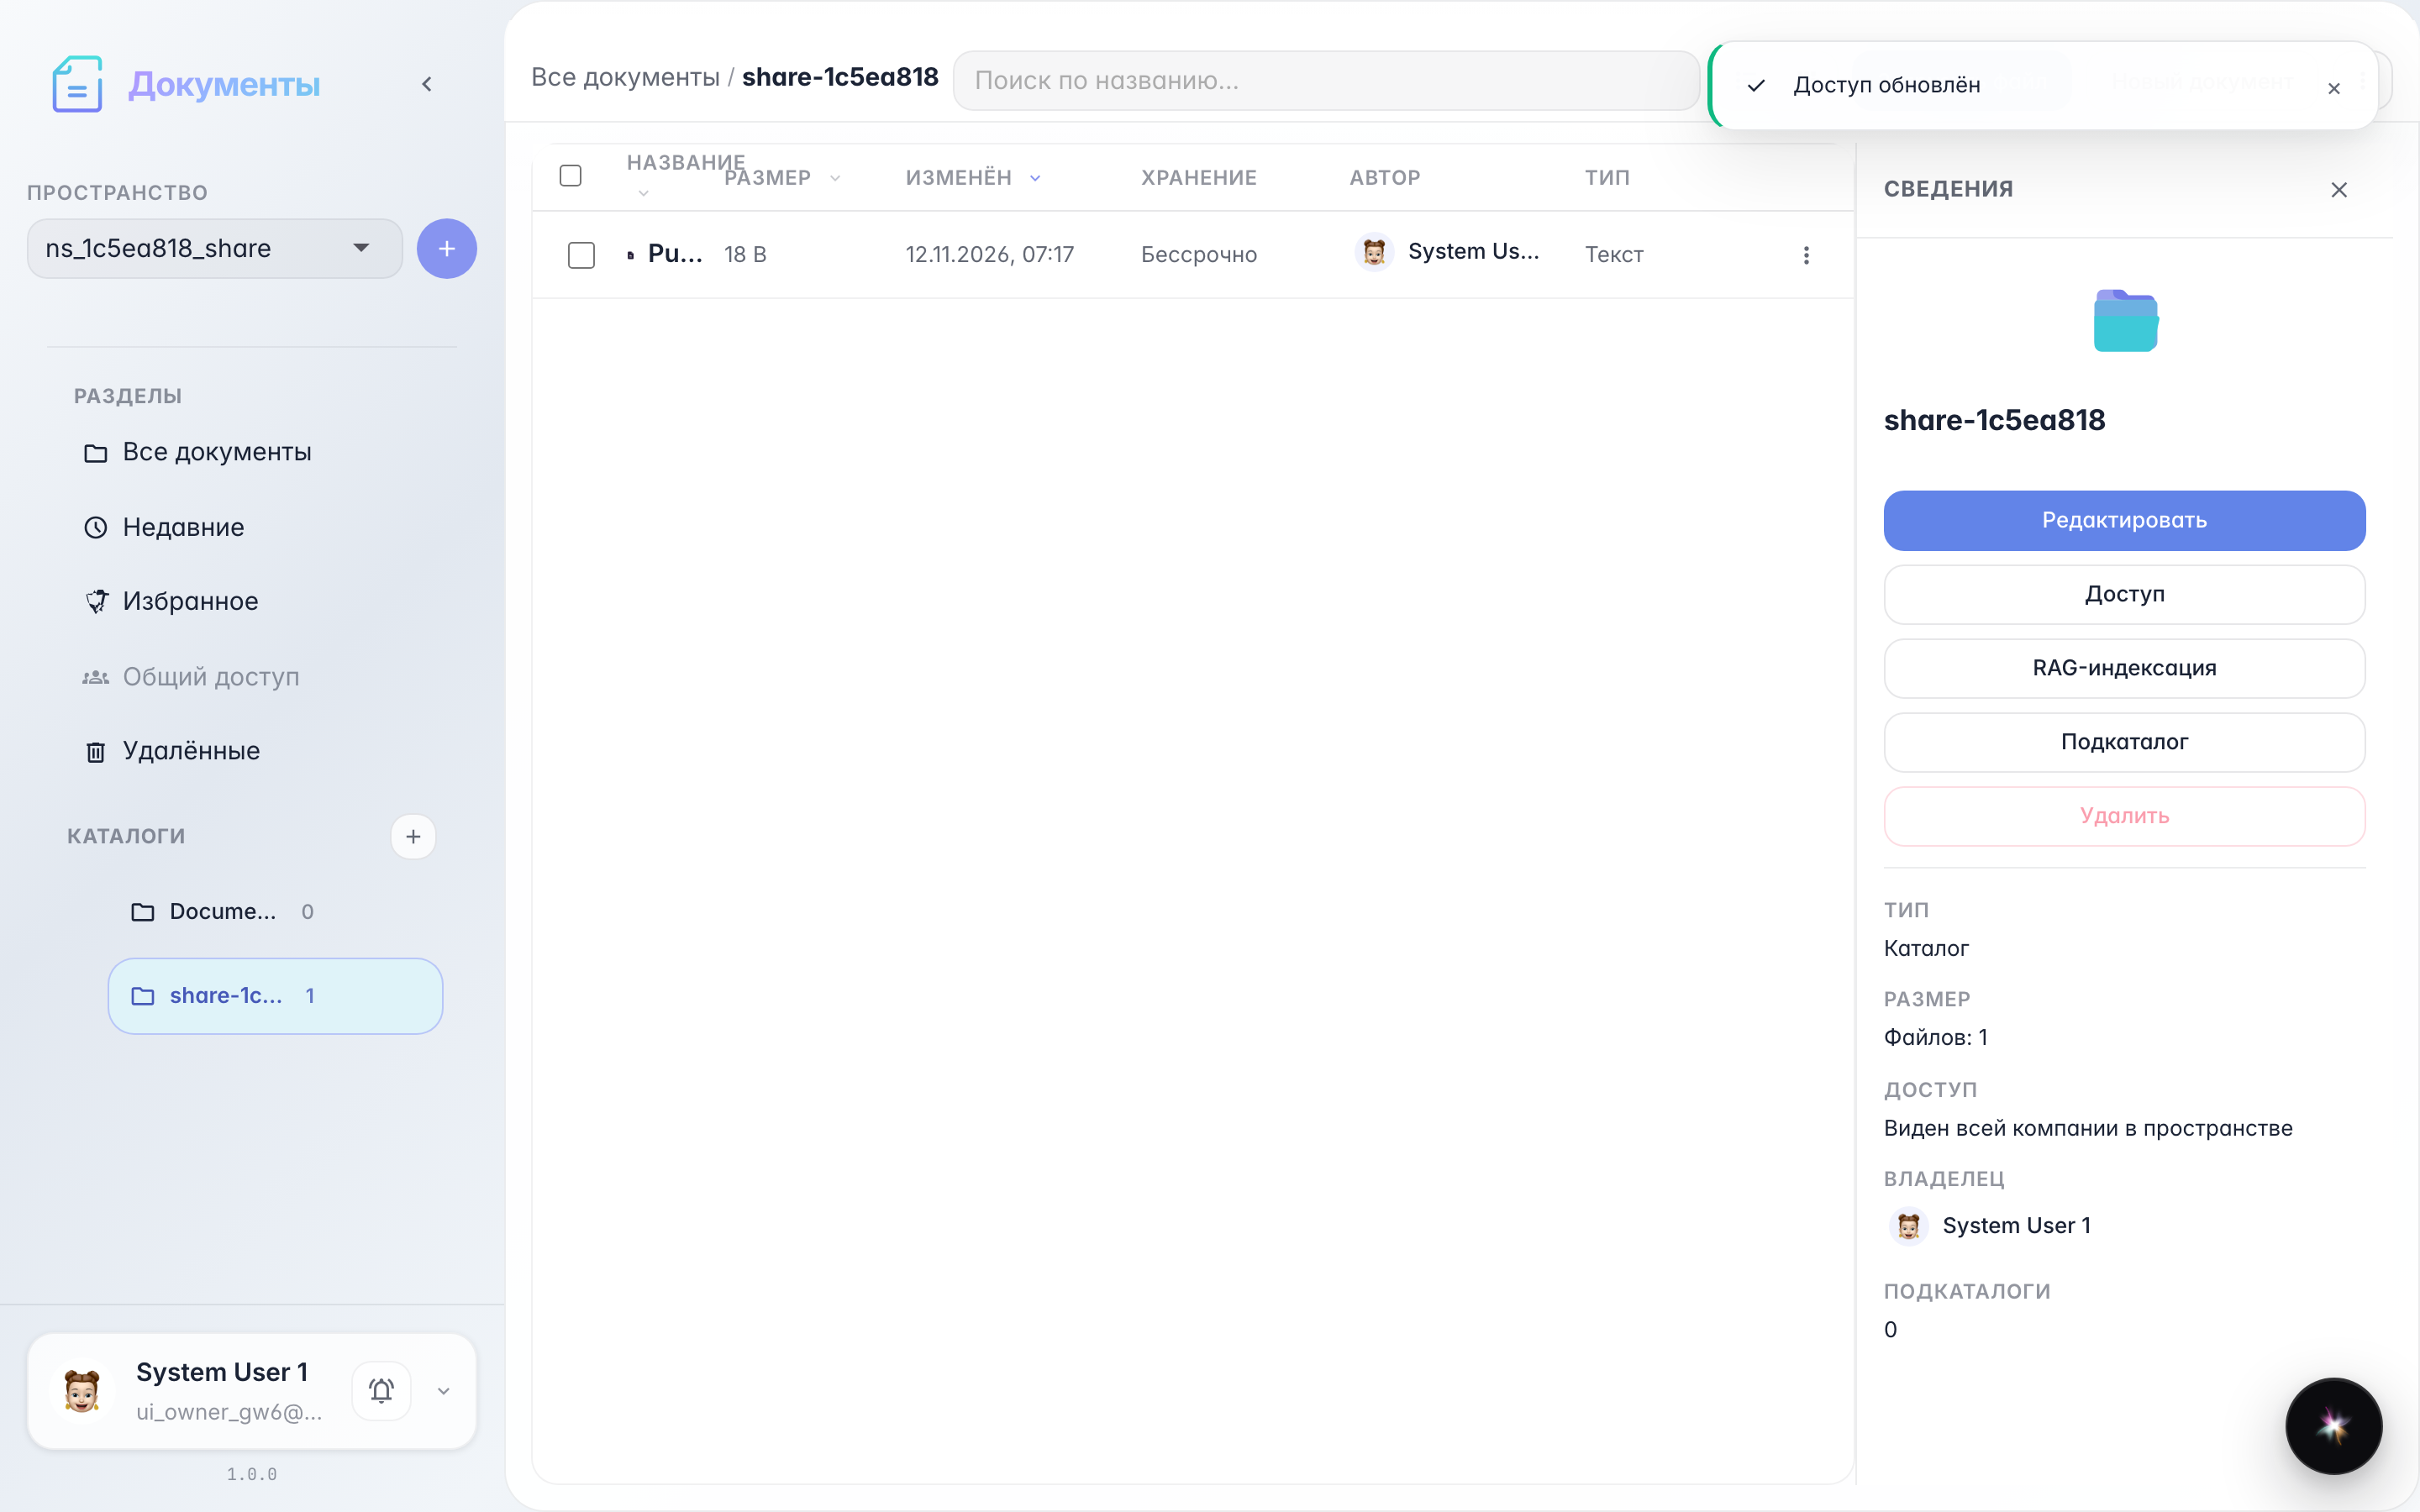 Документы
ПРОСТРАНСТВО
ns_1c5ea818_share
РАЗДЕЛЫ
Все документы
Недавние
Избранное
Общий доступ
Удалённые
КАТАЛОГИ
Docume... 0
share-1c... 1
System User 1
ui_owner_gw6@...
1.0.0
Все документы / share-1c5ea818
Поиск по названию...
Доступ обновлён
НАЗВАНИЕ РАЗМЕР ИЗМЕНЁН ХРАНЕНИЕ АВТОР ТИП
Pu... 18 B 12.11.2026, 07:17 Бессрочно System Us... Текст
СВЕДЕНИЯ
share-1c5ea818
Редактировать
Доступ
RAG-индексация
Подкаталог
Удалить
ТИП
Каталог
РАЗМЕР
Файлов: 1
ДОСТУП
Виден всей компании в пространстве
ВЛАДЕЛЕЦ
System User 1
ПОДКАТАЛОГИ
0